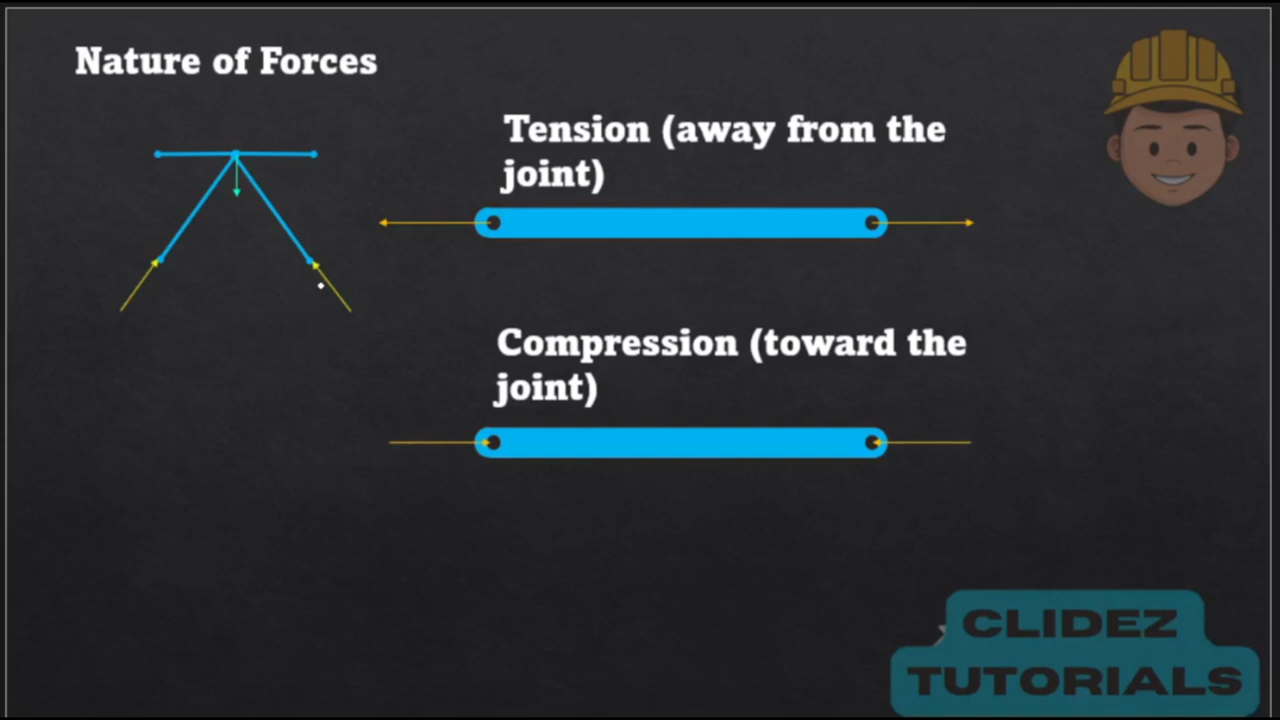 Nature of Forces
Tension (away from the
joint)
Compression (toward the
joint)
CLIDEZ
TUTORIALS